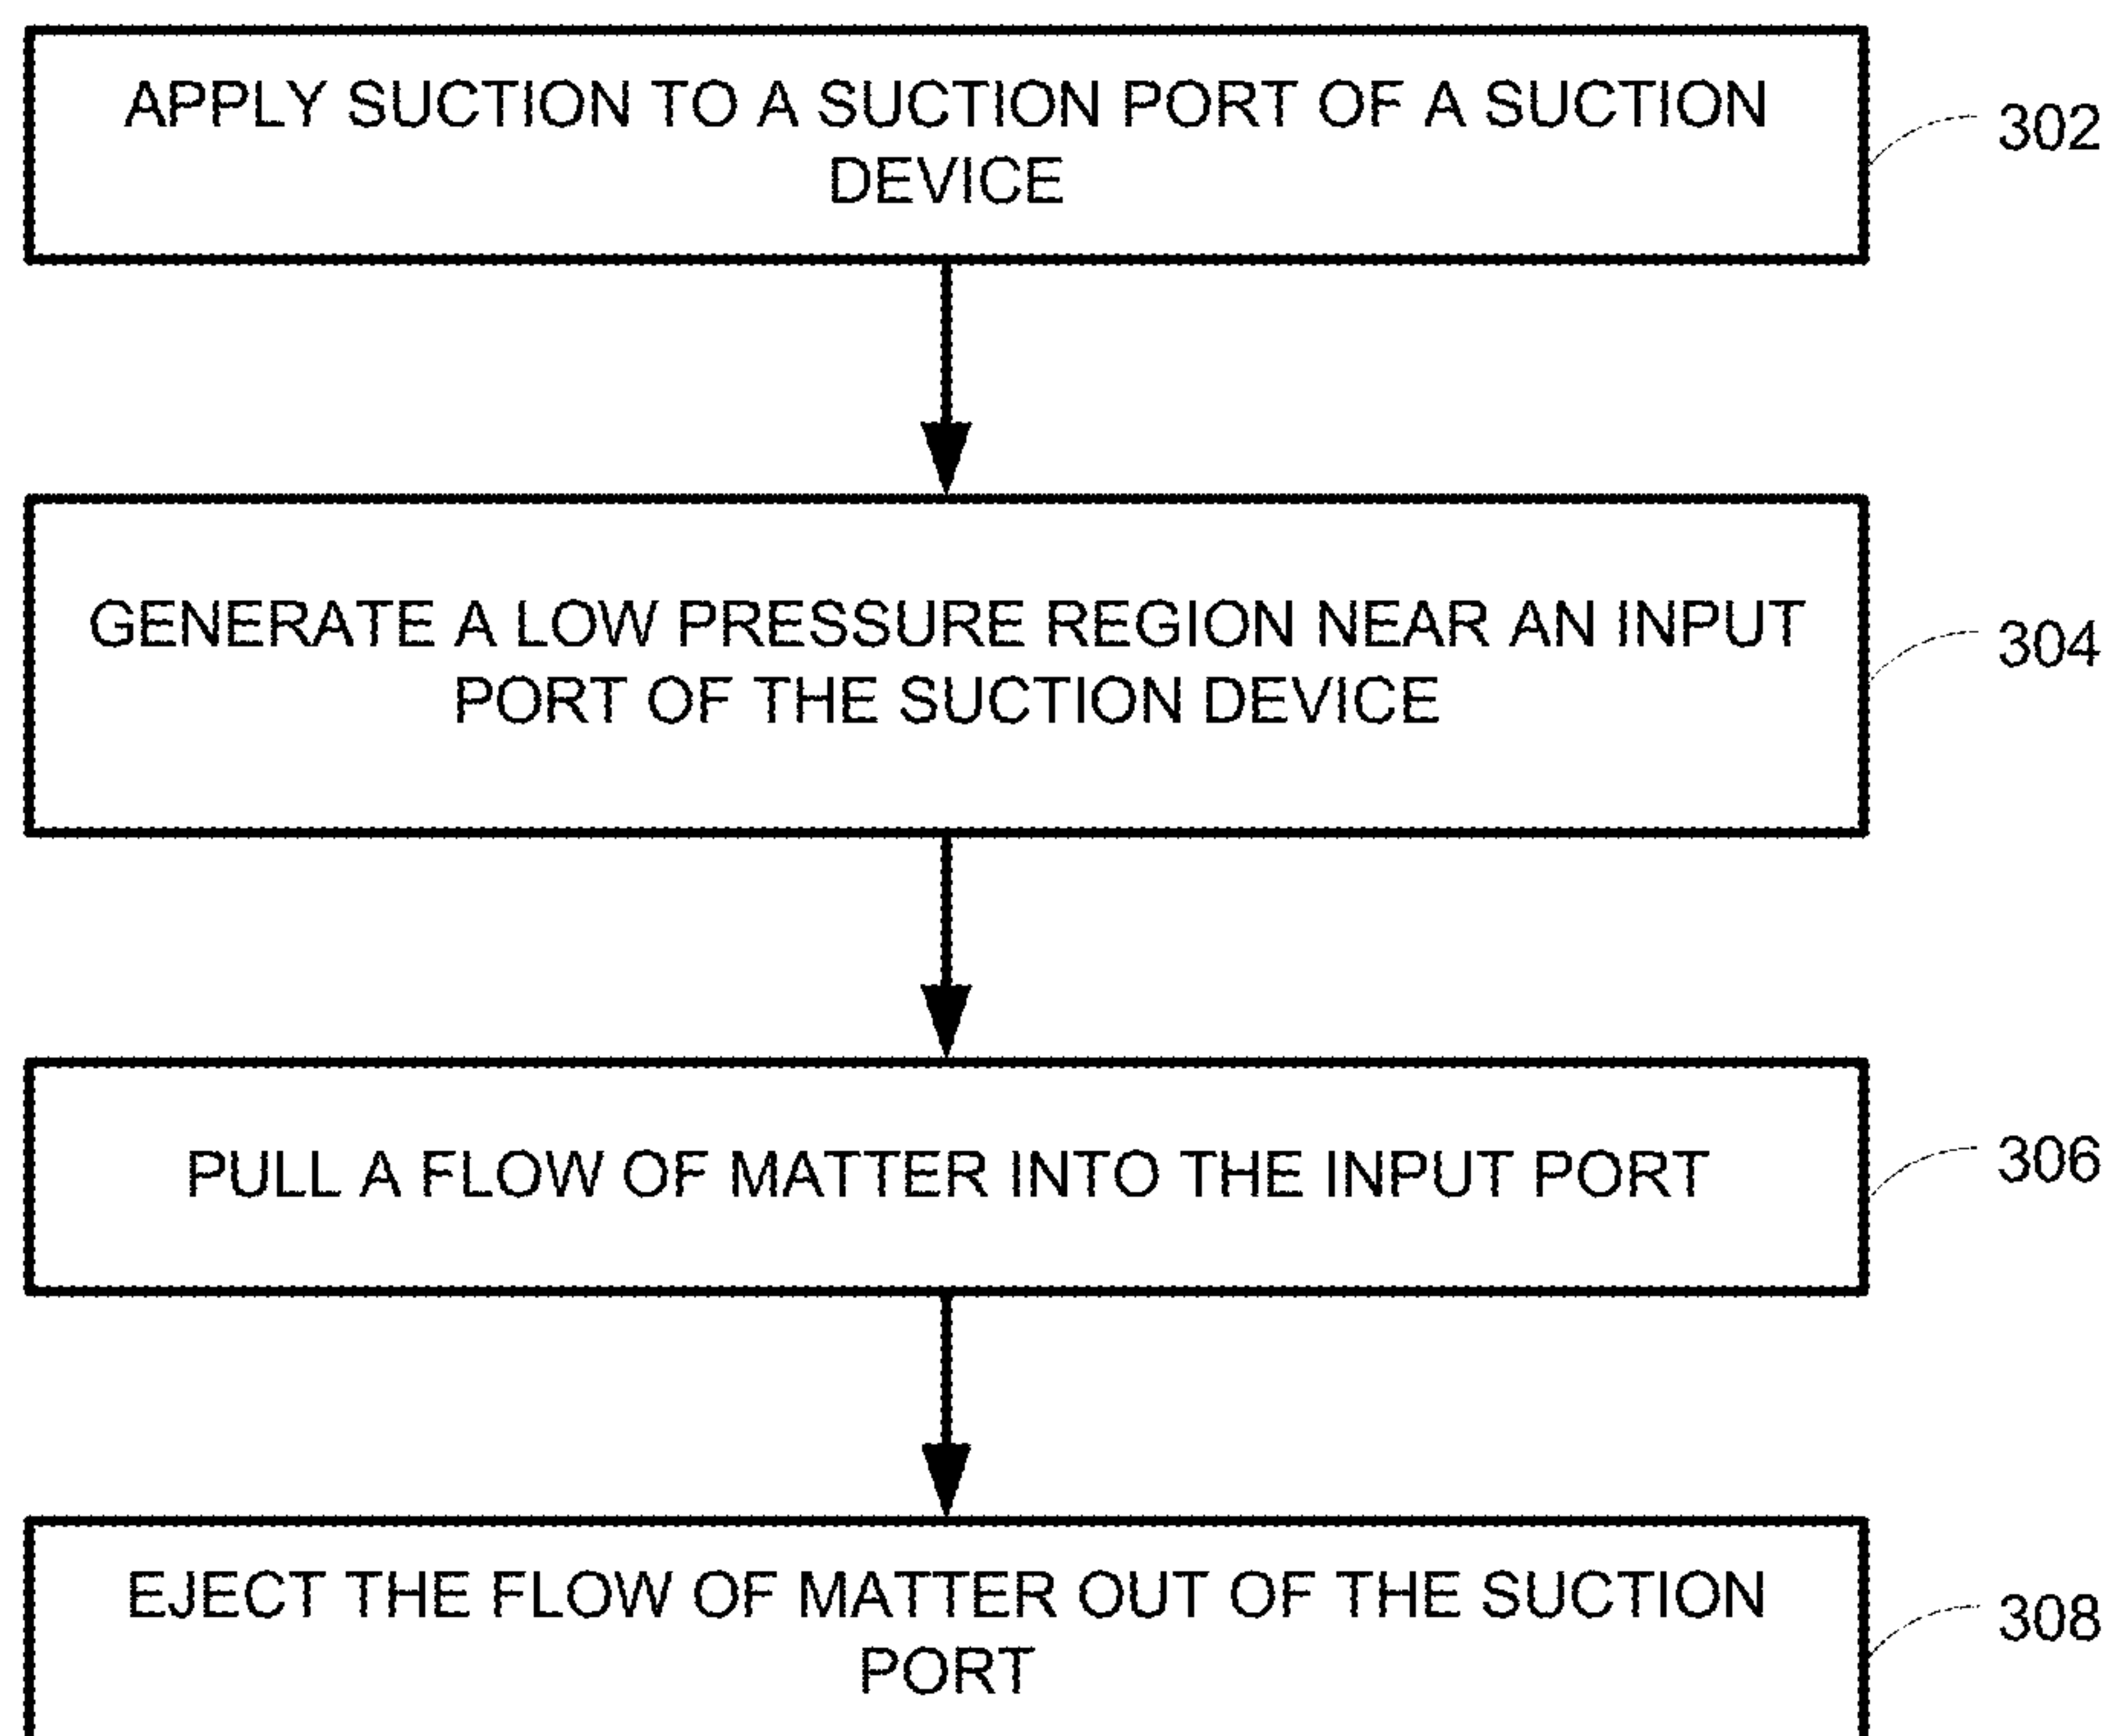 APPLY SUCTION TO A SUCTION PORT OF A SUCTION
DEVICE
302
GENERATE A LOW PRESSURE REGION NEAR AN INPUT
PORT OF THE SUCTION DEVICE
304
PULL A FLOW OF MATTER INTO THE INPUT PORT
306
EJECT THE FLOW OF MATTER OUT OF THE SUCTION
PORT
308